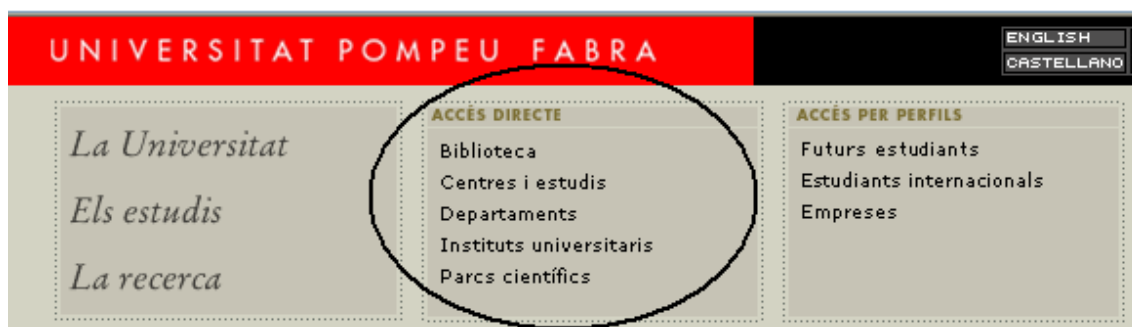 UNIVERSITAT POMPEU FABRA
ENGLISH
CASTELLANO
La Universitat
Els estudis
La recerca
ACCÉS DIRECTE
Biblioteca
Centres i estudis
Departaments
Instituts universitaris
Parcs científics
ACCÉS PER PERFILS
Futurs estudiants
Estudiants internacionals
Empreses